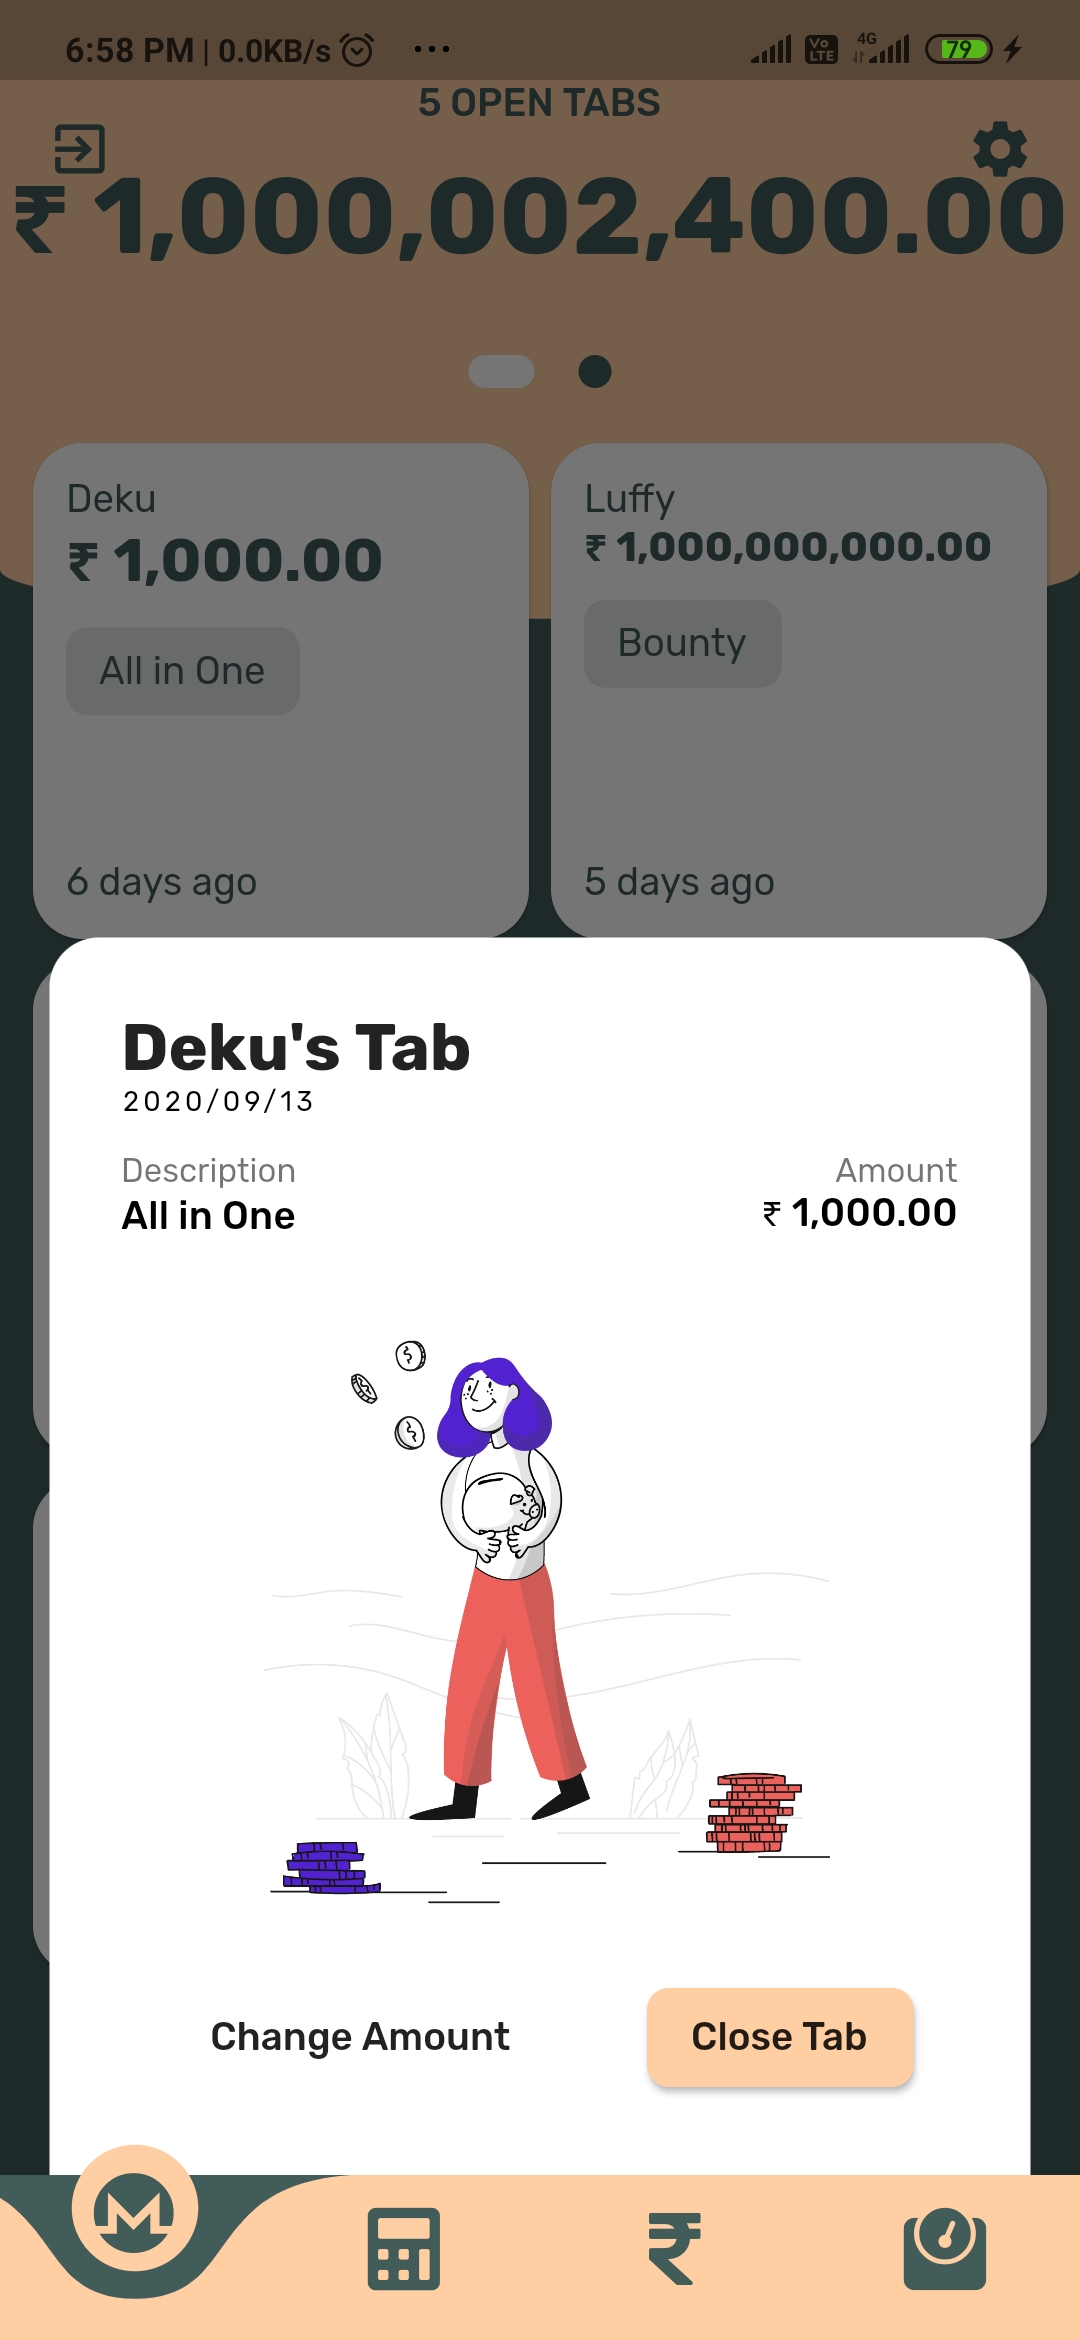 6:58 PM | 0.0KB/s ...
Vo LTE 4G 79
5 OPEN TABS
₹ 1,000,002,400.00
Deku
₹ 1,000.00
All in One
6 days ago
Luffy
₹ 1,000,000,000.00
Bounty
5 days ago
Deku's Tab
2020/09/13
Description
All in One
Amount
₹ 1,000.00
Change Amount
Close Tab